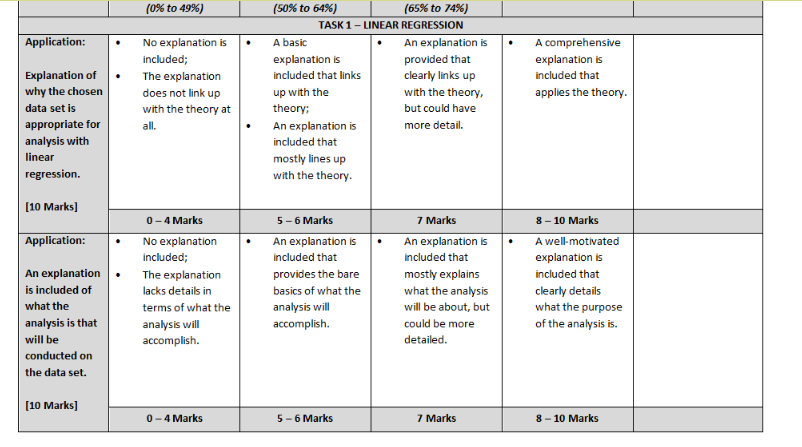 (0% to 49%) (50% to 64%) (65% to 74%)
TASK 1 – LINEAR REGRESSION
Application:
Explanation of
why the chosen
data set is
appropriate for
analysis with
linear
regression.
[10 Marks]
• No explanation is
included;
• The explanation
does not link up
with the theory at
all.
• A basic
explanation is
included that links
up with the
theory;
• An explanation is
included that
mostly lines up
with the theory.
• An explanation is
provided that
clearly links up
with the theory,
but could have
more detail.
• A comprehensive
explanation is
included that
applies the theory.
0 – 4 Marks 5 – 6 Marks 7 Marks 8 – 10 Marks
Application:
An explanation
is included of
what the
analysis is that
will be
conducted on
the data set.
[10 Marks]
• No explanation
included;
• The explanation
lacks details in
terms of what the
analysis will
accomplish.
• An explanation is
included that
provides the bare
basics of what the
analysis will
accomplish.
• An explanation is
included that
mostly explains
what the analysis
will be about, but
could be more
detailed.
• A well-motivated
explanation is
included that
clearly details
what the purpose
of the analysis is.
0 – 4 Marks 5 – 6 Marks 7 Marks 8 – 10 Marks